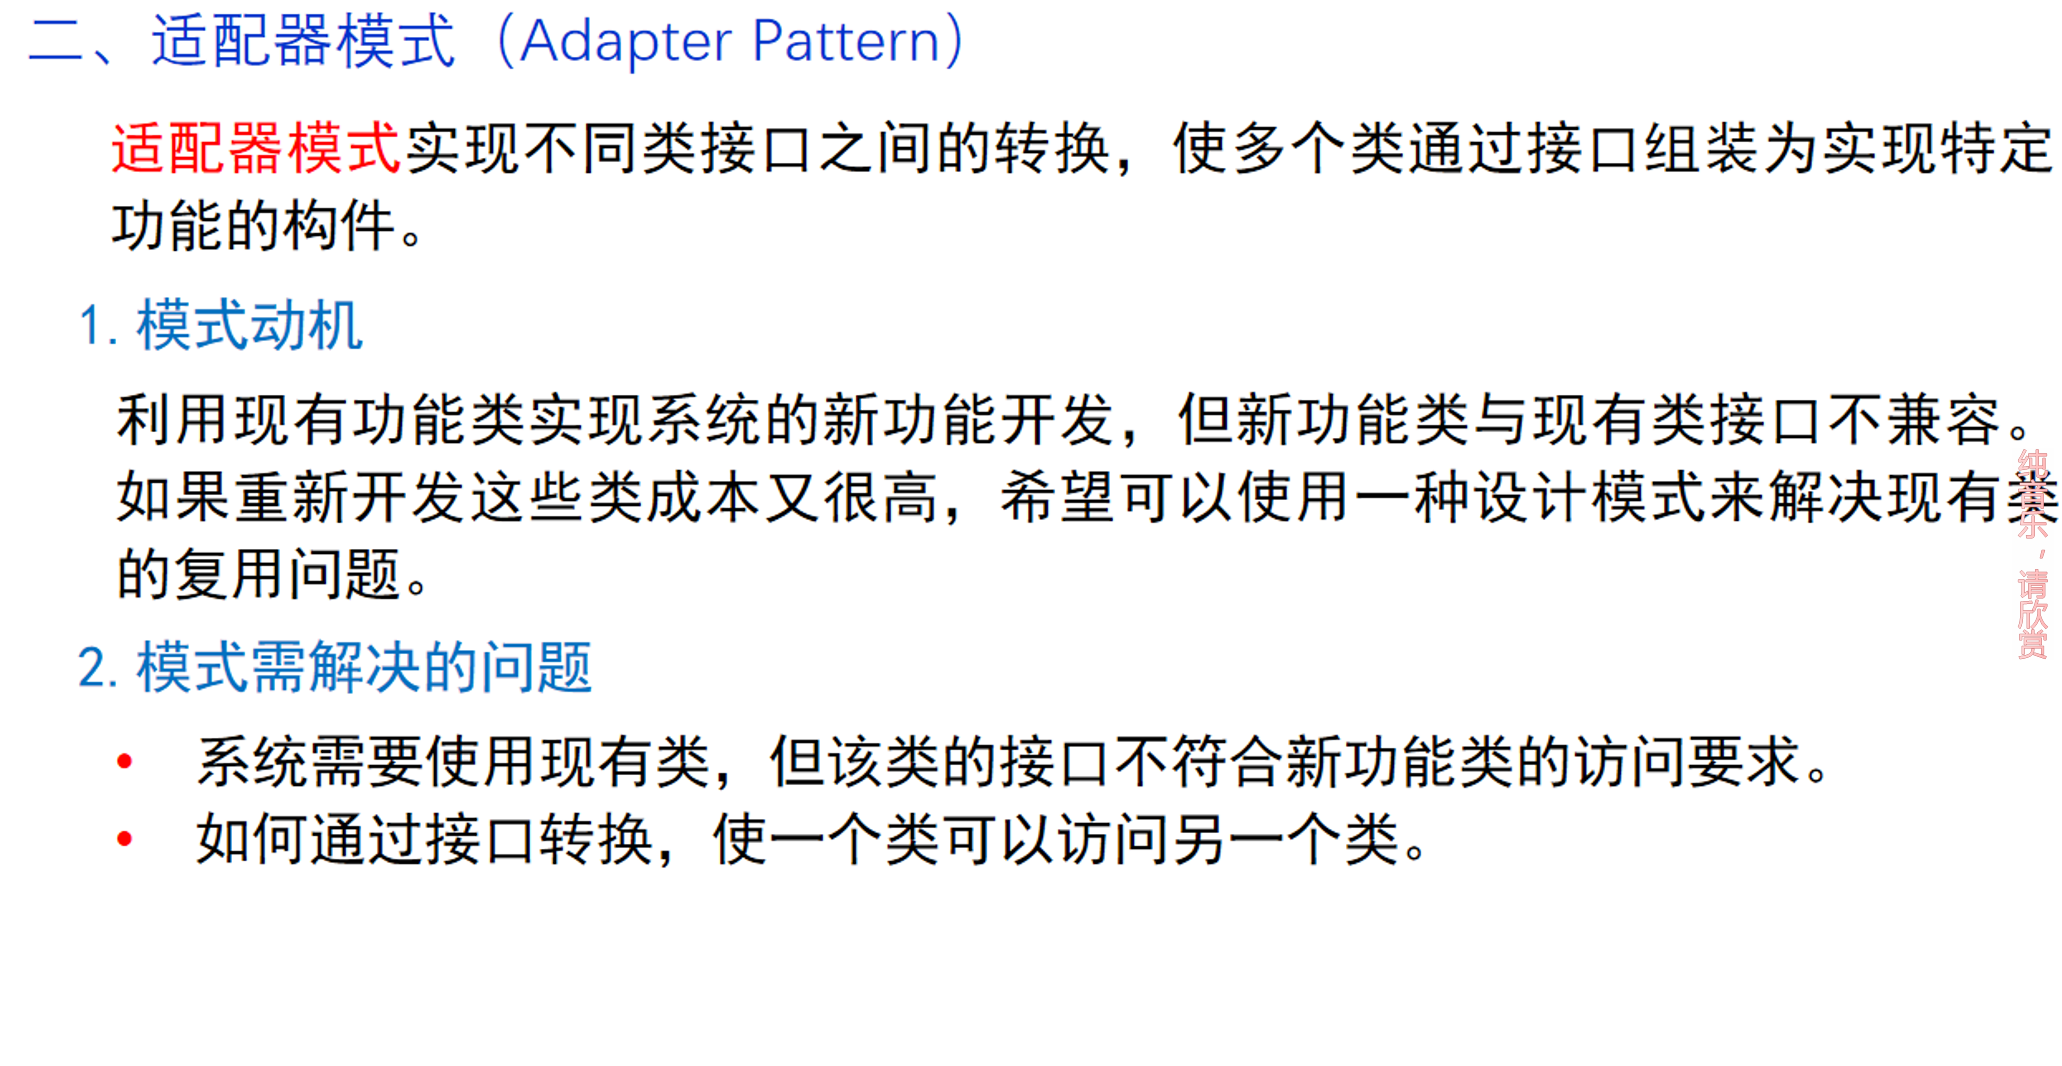 二、适配器模式（Adapter Pattern）
适配器模式实现不同类接口之间的转换，使多个类通过接口组装为实现特定
功能的构件。
1.模式动机
利用现有功能类实现系统的新功能开发，但新功能类与现有类接口不兼容。
如果重新开发这些类成本又很高，希望可以使用一种设计模式来解决现有类
的复用问题。
2.模式需解决的问题
• 系统需要使用现有类，但该类的接口不符合新功能类的访问要求。
• 如何通过接口转换，使一个类可以访问另一个类。
纯音乐，请欣赏